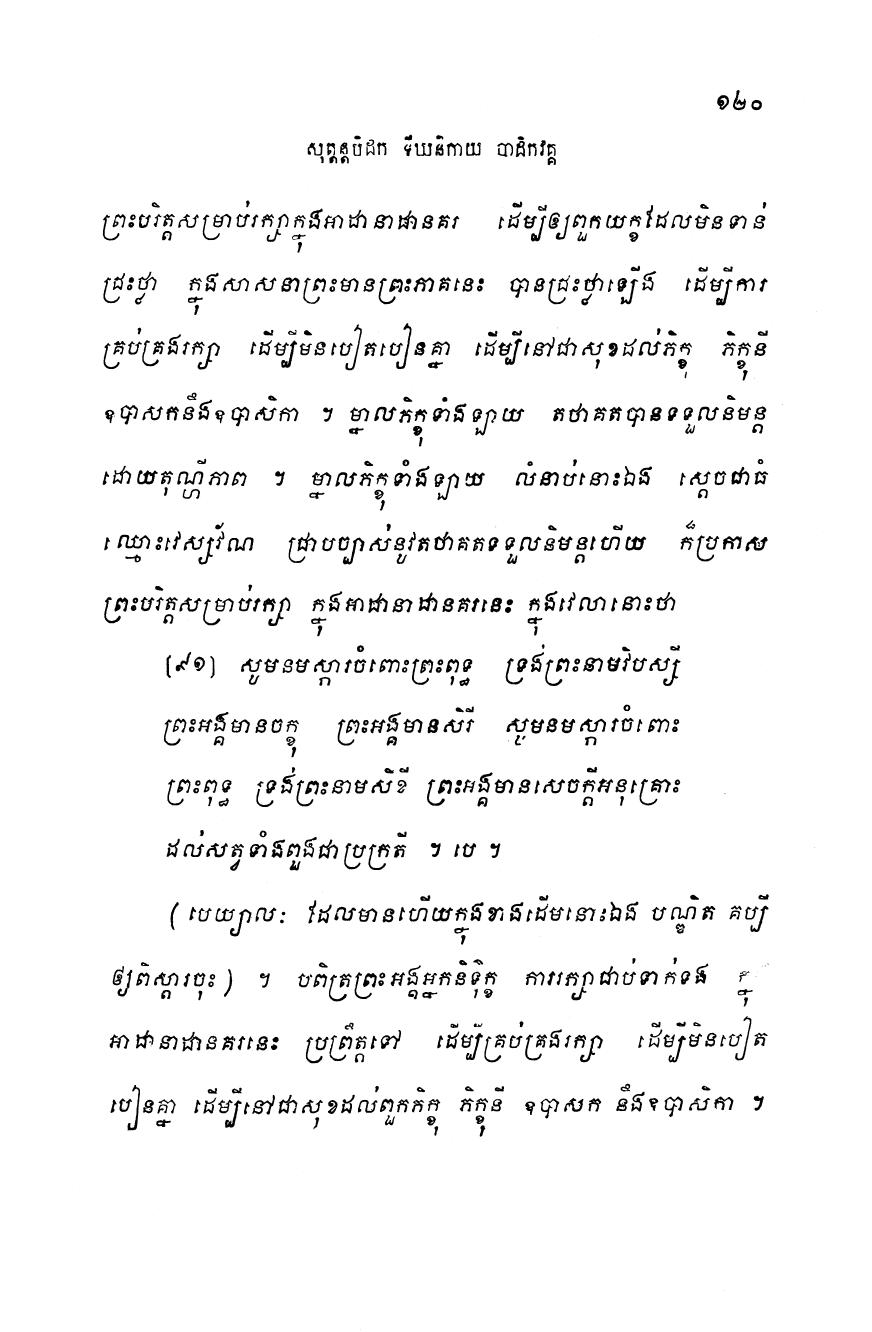 ១២០
សុត្តន្តបិដក ទីឃនិកាយ បាដិកវគ្គ
ព្រះបរិត្តសម្រាប់រក្សាក្នុងអាដានាដានគរ ដើម្បីឲ្យពួកយក្ខដែលមិនទាន់
ជ្រះថ្លា ក្នុងសាសនាព្រះមានព្រះភាគនេះ បានជ្រះថ្លាឡើង ដើម្បីការ
គ្រប់គ្រងរក្សា ដើម្បីមិនបៀតបៀនគ្នា ដើម្បីនៅជាសុខដល់ភិក្ខុ ភិក្ខុនី
ឧបាសកនឹងឧបាសិកា ។ ម្នាលភិក្ខុទាំងឡាយ តថាគតបានទទួលនិមន្ត
ដោយតុណ្ហីភាព ។ ម្នាលភិក្ខុទាំងឡាយ លំនាប់នោះឯង ស្តេចជាធំ
ឈ្មោះវេស្សវ័ណ ជ្រាបច្បាស់នូវតថាគតទទួលនិមន្តហើយ ក៏ប្រកាស
ព្រះបរិត្តសម្រាប់រក្សា ក្នុងអាដានាដានគរនេះ ក្នុងវេលានោះថា
[៩១] សូមនមស្ការចំពោះព្រះពុទ្ធ ទ្រង់ព្រះនាមវិបស្សី
ព្រះអង្គមានចក្ខុ ព្រះអង្គមានសិរី សូមនមស្ការចំពោះ
ព្រះពុទ្ធ ទ្រង់ព្រះនាមសិខី ព្រះអង្គមានសេចក្តីអនុគ្រោះ
ដល់សត្វទាំងពួងជាប្រក្រតី ។ បេ ។
( បេយ្យាលៈ ដែលមានហើយក្នុងខាងដើមនោះឯង បណ្ឌិត គប្បី
ឲ្យពិស្តារចុះ ) ។ បពិត្រព្រះអង្គអ្នកនិទ៌ុក្ខ ការរក្សាជាប់ទាក់ទង ក្នុ
អាដានាដានគរនេះ ប្រព្រឹត្តទៅ ដើម្បីគ្រប់គ្រងរក្សា ដើម្បីមិនបៀត
បៀនគ្នា ដើម្បីនៅជាសុខដល់ពួកភិក្ខុ ភិក្ខុនី ឧបាសក នឹងឧបាសិកា ។